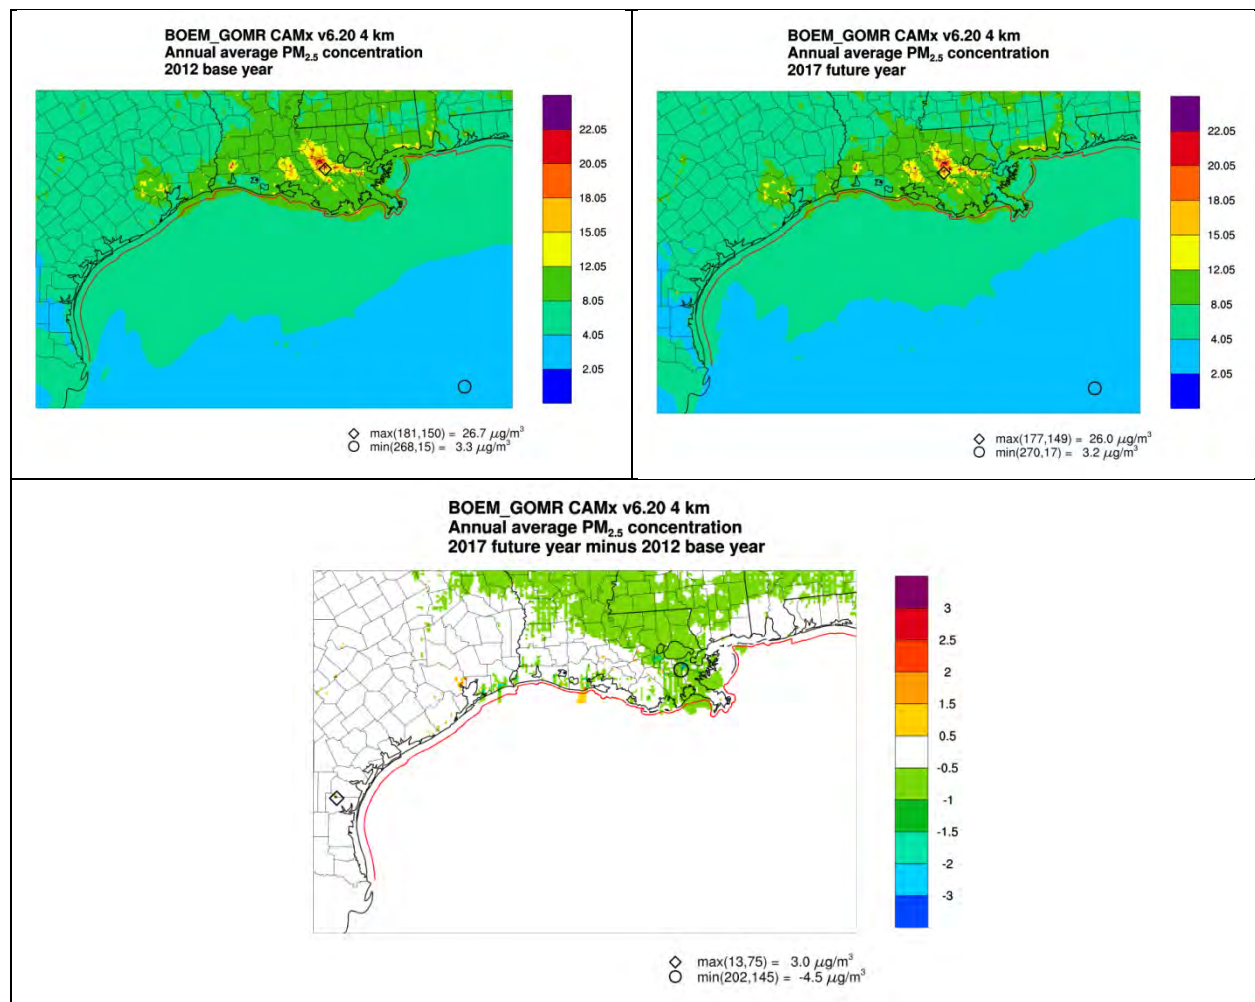 BOEM_GOMR CAMx v6.20 4 km
Annual average PM2.5 concentration
2012 base year
22.05
20.05
18.05
15.05
12.05
8.05
4.05
2.05
max(181,150) = 26.7 μg/m³
min(268,15) = 3.3 μg/m³
BOEM_GOMR CAMx v6.20 4 km
Annual average PM2.5 concentration
2017 future year
22.05
20.05
18.05
15.05
12.05
8.05
4.05
2.05
max(177,149) = 26.0 μg/m³
min(270,17) = 3.2 μg/m³
BOEM_GOMR CAMx v6.20 4 km
Annual average PM2.5 concentration
2017 future year minus 2012 base year
3
2.5
2
1.5
0.5
-0.5
-1
-1.5
-2
-3
max(13,75) = 3.0 μg/m³
min(202,145) = -4.5 μg/m³